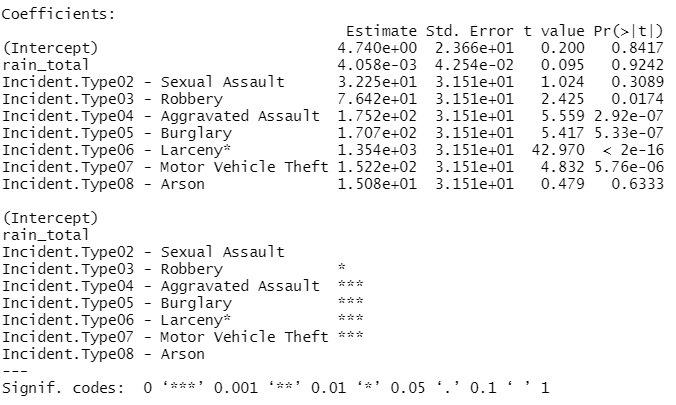 Coefficients:
                                        Estimate Std. Error t value Pr(>|t|)
(Intercept)                            4.740e+00  2.366e+01   0.200   0.8417
rain_total                             4.058e-03  4.254e-02   0.095   0.9242
Incident.Type02 - Sexual Assault       3.225e+01  3.151e+01   1.024   0.3089
Incident.Type03 - Robbery              7.642e+01  3.151e+01   2.425   0.0174
Incident.Type04 - Aggravated Assault   1.752e+02  3.151e+01   5.559 2.92e-07
Incident.Type05 - Burglary             1.707e+02  3.151e+01   5.417 5.33e-07
Incident.Type06 - Larceny*             1.354e+03  3.151e+01  42.970  < 2e-16
Incident.Type07 - Motor Vehicle Theft  1.522e+02  3.151e+01   4.832 5.76e-06
Incident.Type08 - Arson                1.508e+01  3.151e+01   0.479   0.6333
(Intercept)
rain_total
Incident.Type02 - Sexual Assault
Incident.Type03 - Robbery             *
Incident.Type04 - Aggravated Assault  ***
Incident.Type05 - Burglary            ***
Incident.Type06 - Larceny*            ***
Incident.Type07 - Motor Vehicle Theft ***
Incident.Type08 - Arson
---
Signif. codes:  0 ‘***’ 0.001 ‘**’ 0.01 ‘*’ 0.05 ‘.’ 0.1 ‘ ’ 1